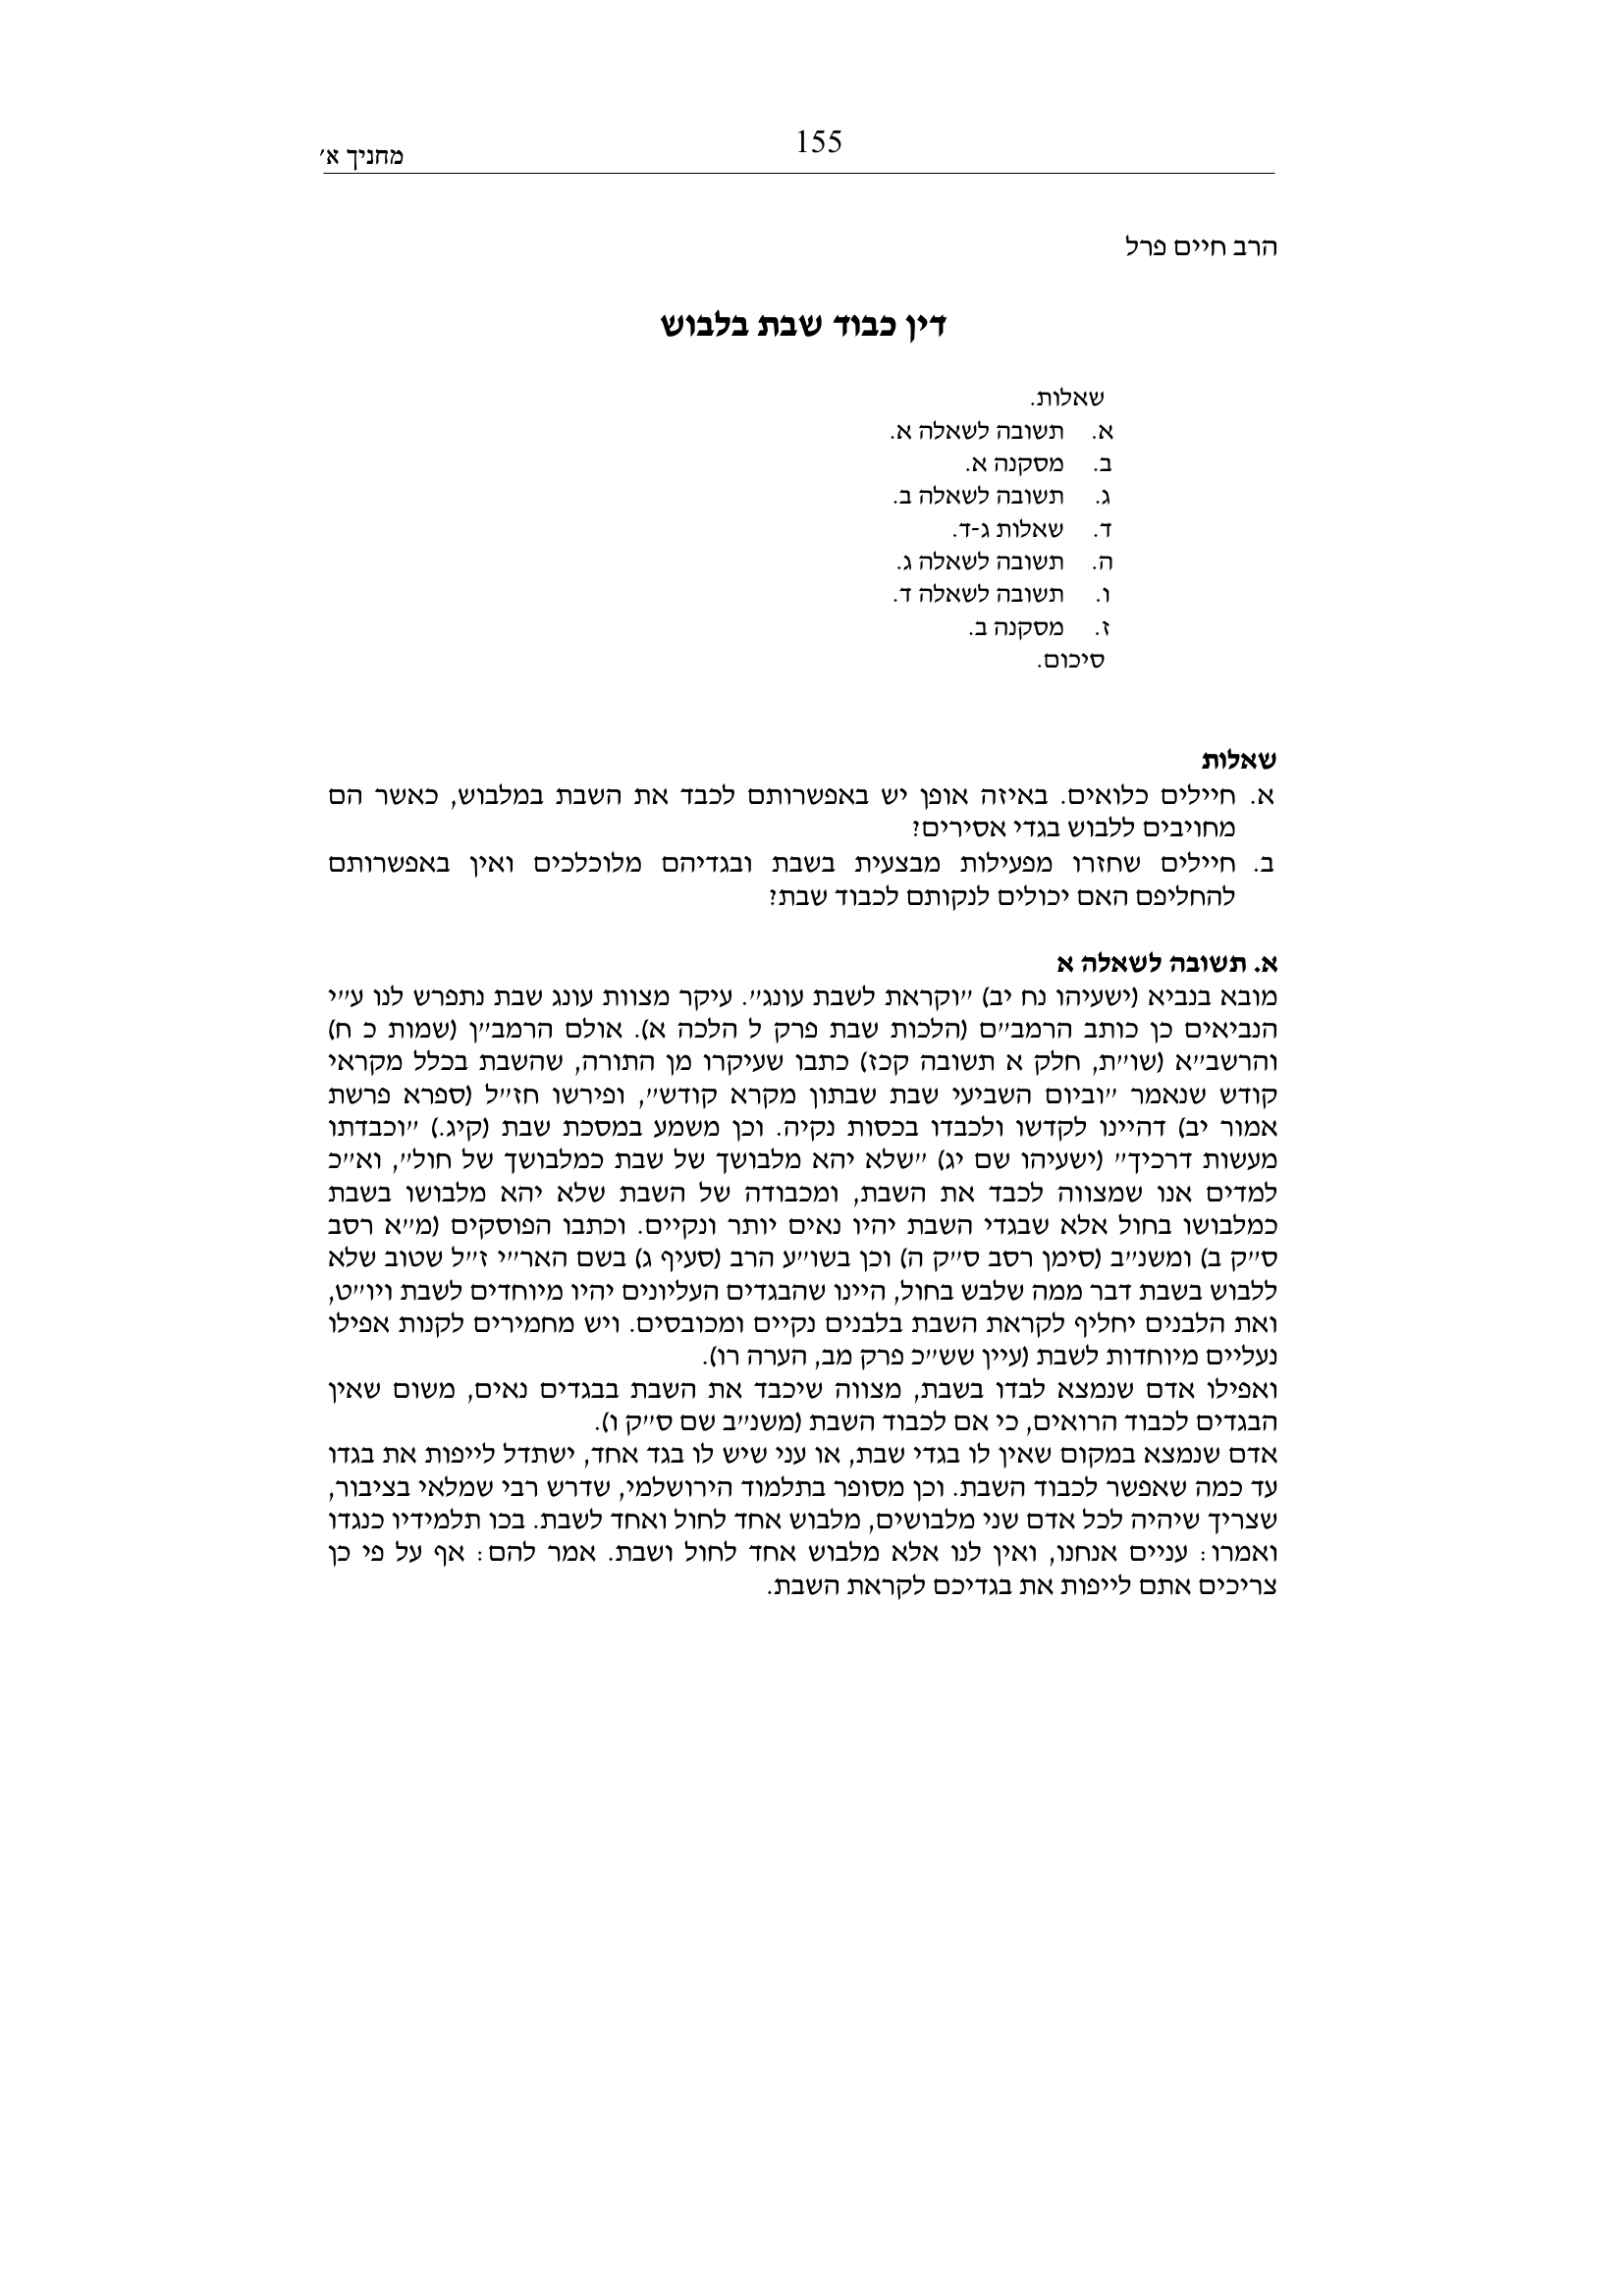 155
מחניך א׳
הרב חיים פרל
דין כבוד שבת בלבוש
שאלות.
א. תשובה לשאלה א.
ב. מסקנה א.
ג. תשובה לשאלה ב.
ד. שאלות ג-ד.
ה. תשובה לשאלה ג.
ו. תשובה לשאלה ד.
ז. מסקנה ב.
סיכום.
שאלות
א. חיילים כלואים. באיזה אופן יש באפשרותם לכבד את השבת במלבוש, כאשר הם
מחויבים ללבוש בגדי אסירים?
ב. חיילים שחזרו מפעילות מבצעית בשבת ובגדיהם מלוכלכים ואין באפשרותם
להחליפם האם יכולים לנקותם לכבוד שבת?
א. תשובה לשאלה א
מובא בנביא (ישעיהו נח יב) ״וקראת לשבת עונג״. עיקר מצוות עונג שבת נתפרש לנו ע״י
הנביאים כן כותב הרמב״ם (הלכות שבת פרק ל הלכה א). אולם הרמב״ן (שמות כ ח)
והרשב״א (שו״ת, חלק א תשובה קכז) כתבו שעיקרו מן התורה, שהשבת בכלל מקראי
קודש שנאמר ״וביום השביעי שבת שבתון מקרא קודש״, ופירשו חז״ל (ספרא פרשת
אמור יב) דהיינו לקדשו ולכבדו בכסות נקיה. וכן משמע במסכת שבת (קיג.) ״וכבדתו
מעשות דרכיך״ (ישעיהו שם יג) ״שלא יהא מלבושך של שבת כמלבושך של חול״, וא״כ
למדים אנו שמצווה לכבד את השבת, ומכבודה של השבת שלא יהא מלבושו בשבת
כמלבושו בחול אלא שבגדי השבת יהיו נאים יותר ונקיים. וכתבו הפוסקים (מ״א רסב
ס״ק ב) ומשנ״ב (סימן רסב ס״ק ה) וכן בשו״ע הרב (סעיף ג) בשם האר״י ז״ל שטוב שלא
ללבוש בשבת דבר ממה שלבש בחול, היינו שהבגדים העליונים יהיו מיוחדים לשבת ויו״ט,
ואת הלבנים יחליף לקראת השבת בלבנים נקיים ומכובסים. ויש מחמירים לקנות אפילו
נעליים מיוחדות לשבת (עיין שש״כ פרק מב, הערה רו).
ואפילו אדם שנמצא לבדו בשבת, מצווה שיכבד את השבת בבגדים נאים, משום שאין
הבגדים לכבוד הרואים, כי אם לכבוד השבת (משנ״ב שם ס״ק ו).
אדם שנמצא במקום שאין לו בגדי שבת, או עני שיש לו בגד אחד, ישתדל לייפות את בגדו
עד כמה שאפשר לכבוד השבת. וכן מסופר בתלמוד הירושלמי, שדרש רבי שמלאי בציבור,
שצריך שיהיה לכל אדם שני מלבושים, מלבוש אחד לחול ואחד לשבת. בכו תלמידיו כנגדו
ואמרו: עניים אנחנו, ואין לנו אלא מלבוש אחד לחול ושבת. אמר להם: אף על פי כן
צריכים אתם לייפות את בגדיכם לקראת השבת.